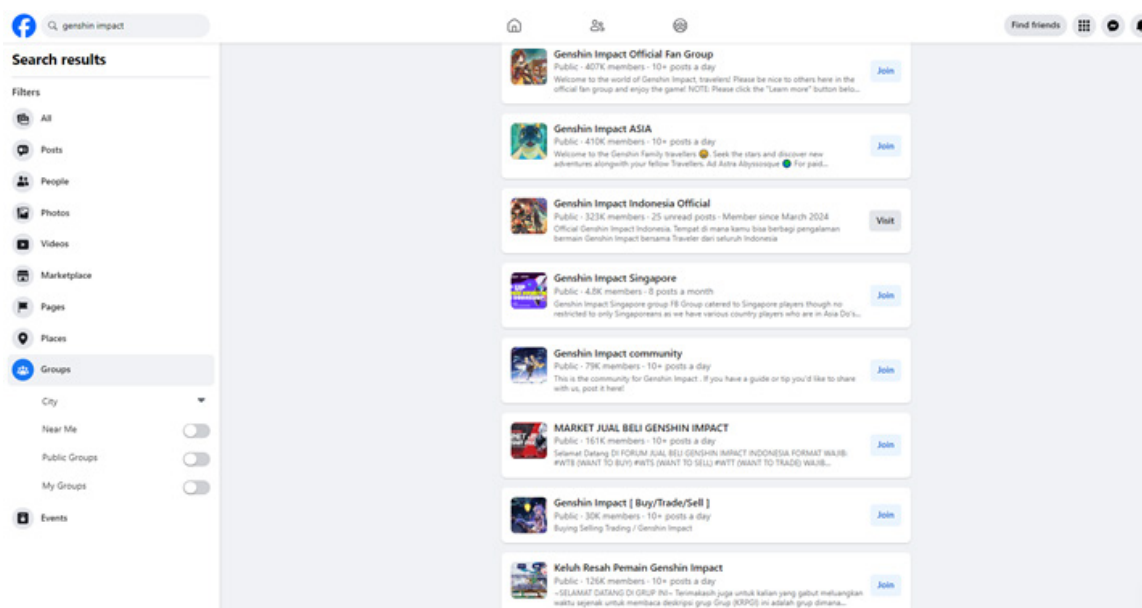 genshin impact
Find friends
Search results
Filters
All
Posts
People
Photos
Videos
Marketplace
Pages
Places
Groups
City
Near Me
Public Groups
My Groups
Events
Genshin Impact Official Fan Group
Public · 407K members · 10+ posts a day
Welcome to the world of Genshin Impact, travelers! Please be nice to others here in the
official fan group and enjoy the game! NOTE: Please click the "Learn more" button belo...
Join
Genshin Impact ASIA
Public · 410K members · 10+ posts a day
Welcome to the Genshin Family travellers 😄. Seek the stars and discover new
adventures alongwith your fellow Travellers. Ad Astra Abyssosque 🌍 For paid...
Join
Genshin Impact Indonesia Official
Public · 323K members · 25 unread posts · Member since March 2024
Official Genshin Impact Indonesia. Tempat di mana kamu bisa berbagi pengalaman
bermain Genshin Impact bersama Traveler dari seluruh Indonesia
Visit
Genshin Impact Singapore
Public · 4.8K members · 8 posts a month
Genshin Impact Singapore group FB Group catered to Singapore players though no
restricted to only Singaporeans as we have various country players who are in Asia Do's...
Join
Genshin Impact community
Public · 79K members · 10+ posts a day
This is the community for Genshin Impact . If you have a guide or tip you'd like to share
with us, post it here!
Join
MARKET JUAL BELI GENSHIN IMPACT
Public · 161K members · 10+ posts a day
Selamat Datang DI FORUM JUAL BELI GENSHIN IMPACT INDONESIA FORMAT WAJIB:
#WTB (WANT TO BUY) #WTS (WANT TO SELL) #WTT (WANT TO TRADE) WAJIB...
Join
Genshin Impact [ Buy/Trade/Sell ]
Public · 30K members · 10+ posts a day
Buying Selling Trading / Genshin Impact
Join
Keluh Resah Pemain Genshin Impact
Public · 126K members · 10+ posts a day
~SELAMAT DATANG DI GRUP INI~ Terimakasih juga untuk kalian yang gabut meluangkan
waktu sejenak untuk membaca deskripsi grup Grup (KRPGI) ini adalah grup dimana...
Join